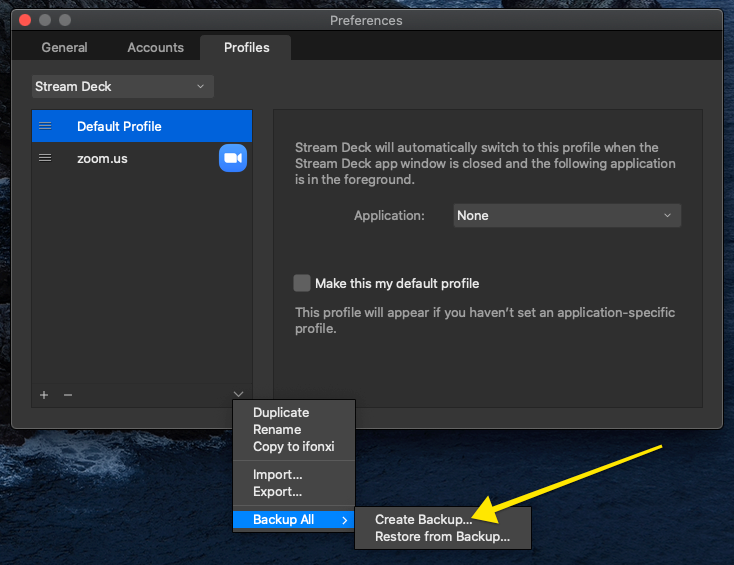 Preferences
General Accounts Profiles
Stream Deck
Default Profile
zoom.us
Stream Deck will automatically switch to this profile when the
Stream Deck app window is closed and the following application
is in the foreground.
Application: None
Make this my default profile
This profile will appear if you haven't set an application-specific
profile.
Duplicate
Rename
Copy to ifonxi
Import...
Export...
Backup All
Create Backup...
Restore from Backup...